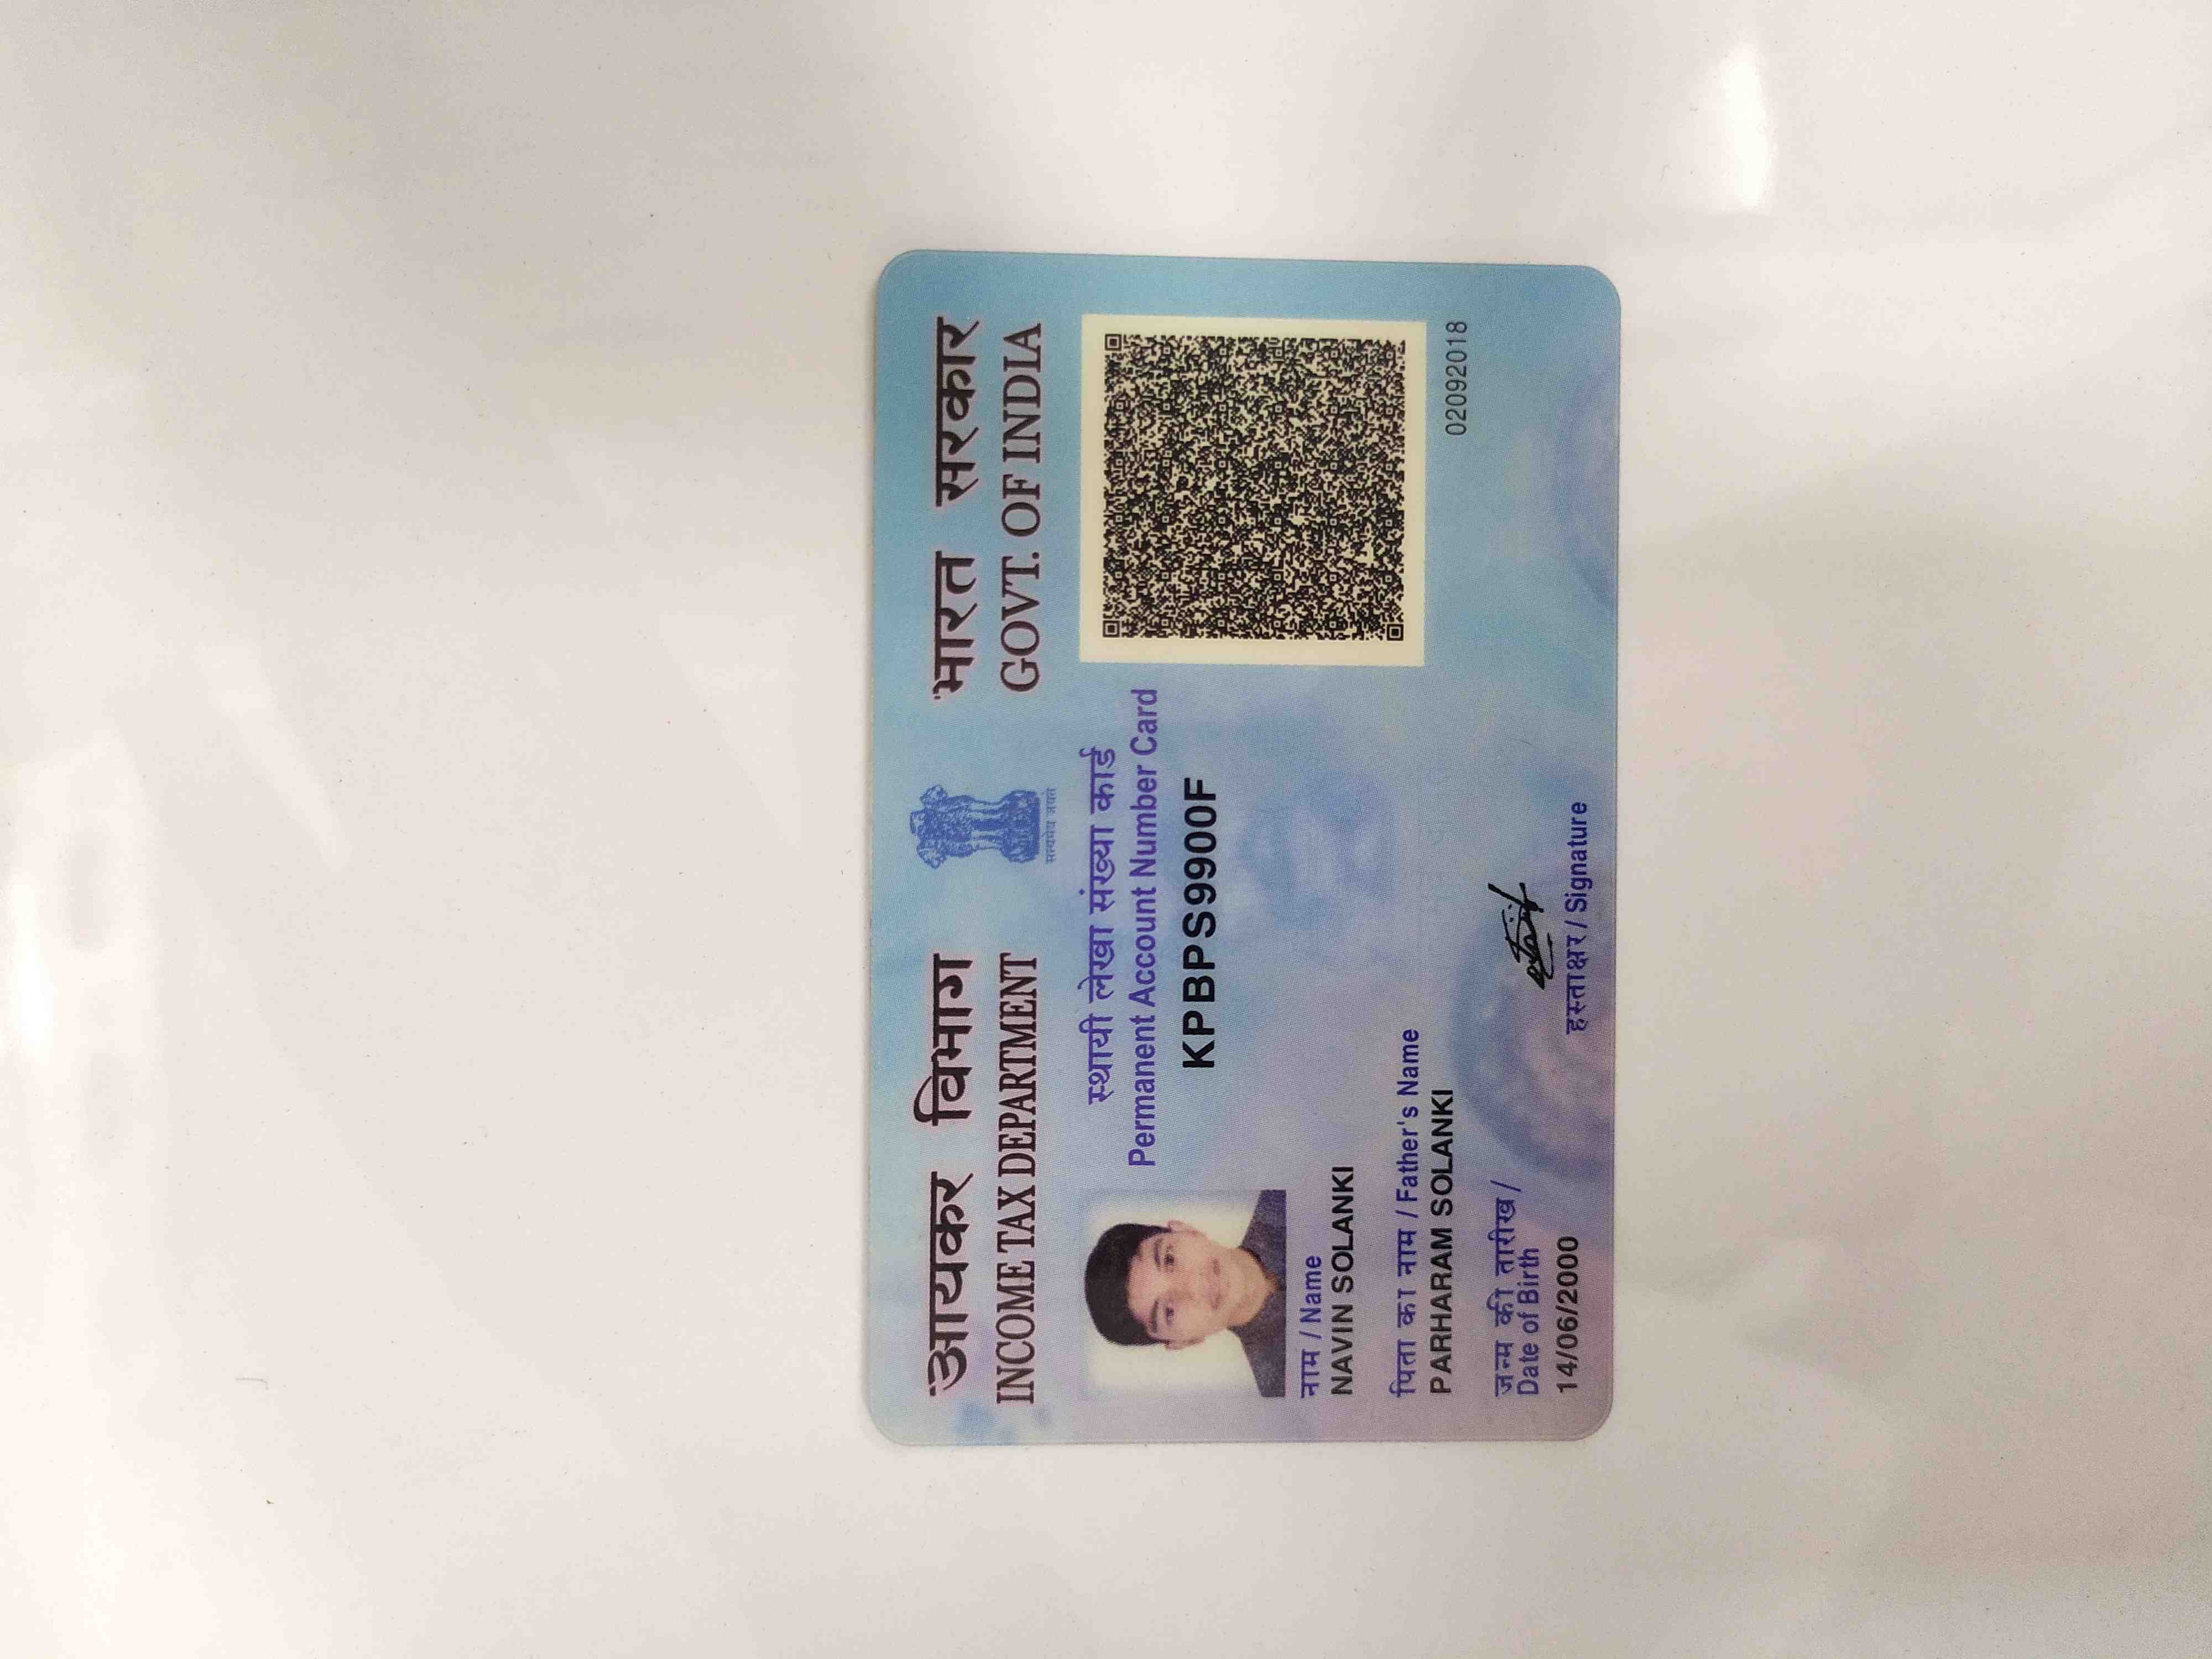 आयकर विभाग
INCOME TAX DEPARTMENT
सत्यमेव जयते
भारत सरकार
GOVT. OF INDIA
स्थायी लेखा संख्या कार्ड
Permanent Account Number Card
KPBPS9900F
नाम / Name
NAVIN SOLANKI
पिता का नाम / Father's Name
PARHARAM SOLANKI
जन्म की तारीख /
Date of Birth
14/06/2000
हस्ताक्षर / Signature
02092018